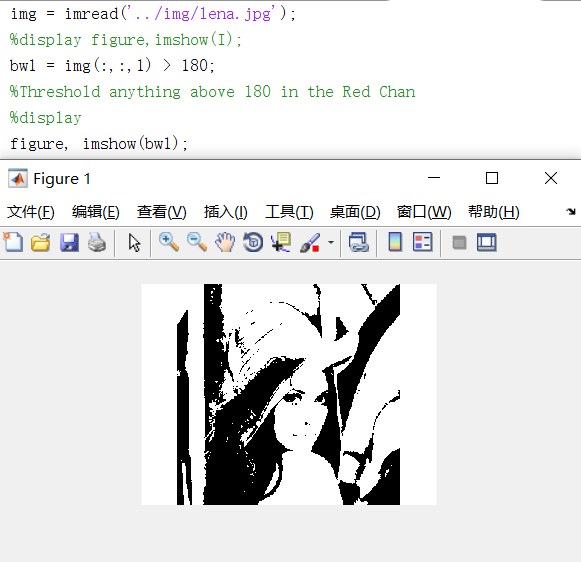 img = imread('../img/lena.jpg');
%display figure,imshow(I);
bw1 = img(:,:,1) > 180;
%Threshold anything above 180 in the Red Chan
%display
figure, imshow(bw1);
Figure 1
文件(F) 编辑(E) 查看(V) 插入(I) 工具(T) 桌面(D) 窗口(W) 帮助(H)